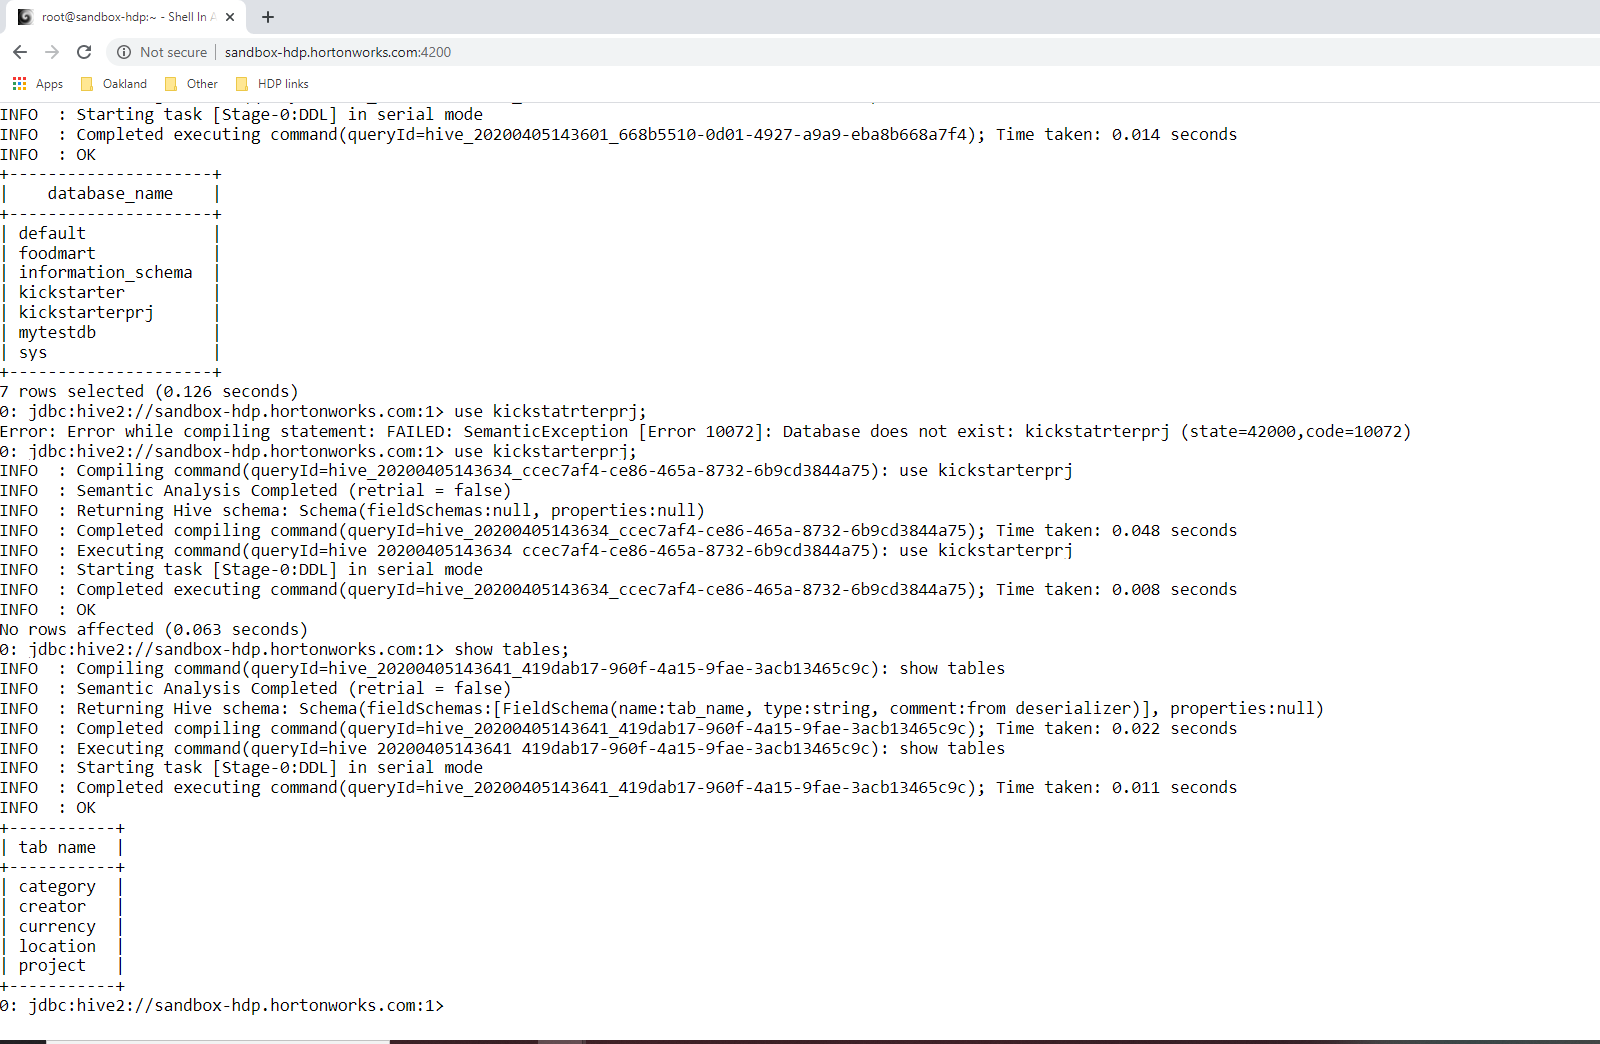 root@sandbox-hdp:~ - Shell In A
Not secure | sandbox-hdp.hortonworks.com:4200
Apps Oakland Other HDP links
INFO  : Starting task [Stage-0:DDL] in serial mode
INFO  : Completed executing command(queryId=hive_20200405143601_668b5510-0d01-4927-a9a9-eba8b668a7f4); Time taken: 0.014 seconds
INFO  : OK
+---------------------+
|    database_name    |
+---------------------+
| default             |
| foodmart            |
| information_schema  |
| kickstarter         |
| kickstarterprj      |
| mytestdb            |
| sys                 |
+---------------------+
7 rows selected (0.126 seconds)
0: jdbc:hive2://sandbox-hdp.hortonworks.com:1> use kickstatrterprj;
Error: Error while compiling statement: FAILED: SemanticException [Error 10072]: Database does not exist: kickstatrterprj (state=42000,code=10072)
0: jdbc:hive2://sandbox-hdp.hortonworks.com:1> use kickstarterprj;
INFO  : Compiling command(queryId=hive_20200405143634_ccec7af4-ce86-465a-8732-6b9cd3844a75): use kickstarterprj
INFO  : Semantic Analysis Completed (retrial = false)
INFO  : Returning Hive schema: Schema(fieldSchemas:null, properties:null)
INFO  : Completed compiling command(queryId=hive_20200405143634_ccec7af4-ce86-465a-8732-6b9cd3844a75); Time taken: 0.048 seconds
INFO  : Executing command(queryId=hive 20200405143634 ccec7af4-ce86-465a-8732-6b9cd3844a75): use kickstarterprj
INFO  : Starting task [Stage-0:DDL] in serial mode
INFO  : Completed executing command(queryId=hive_20200405143634_ccec7af4-ce86-465a-8732-6b9cd3844a75); Time taken: 0.008 seconds
INFO  : OK
No rows affected (0.063 seconds)
0: jdbc:hive2://sandbox-hdp.hortonworks.com:1> show tables;
INFO  : Compiling command(queryId=hive_20200405143641_419dab17-960f-4a15-9fae-3acb13465c9c): show tables
INFO  : Semantic Analysis Completed (retrial = false)
INFO  : Returning Hive schema: Schema(fieldSchemas:[FieldSchema(name:tab_name, type:string, comment:from deserializer)], properties:null)
INFO  : Completed compiling command(queryId=hive_20200405143641_419dab17-960f-4a15-9fae-3acb13465c9c); Time taken: 0.022 seconds
INFO  : Executing command(queryId=hive 20200405143641 419dab17-960f-4a15-9fae-3acb13465c9c): show tables
INFO  : Starting task [Stage-0:DDL] in serial mode
INFO  : Completed executing command(queryId=hive_20200405143641_419dab17-960f-4a15-9fae-3acb13465c9c); Time taken: 0.011 seconds
INFO  : OK
+-----------+
| tab name  |
+-----------+
| category  |
| creator   |
| currency  |
| location  |
| project   |
+-----------+
0: jdbc:hive2://sandbox-hdp.hortonworks.com:1>